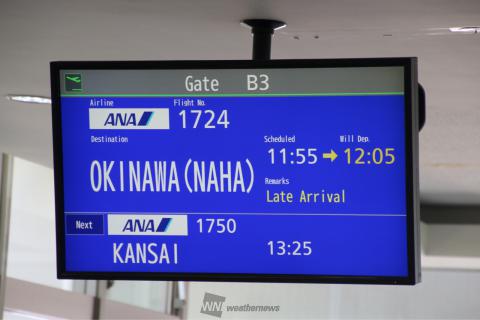 Gate B3
Airline Flight No.
ANA 1724
Destination Scheduled Will Dep.
11:55 → 12:05
OKINAWA(NAHA) Remarks
Late Arrival
Next ANA 1750
KANSAI 13:25
WNI weathernews